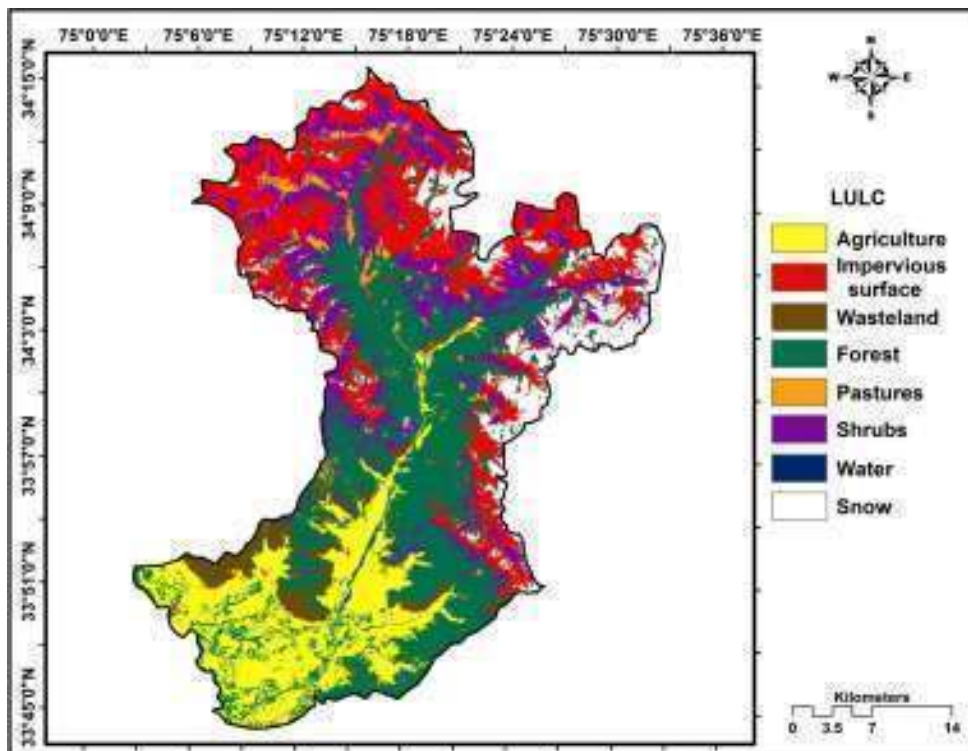 75°0'0"E 75°6'0"E 75°12'0"E 75°18'0"E 75°24'0"E 75°30'0"E 75°36'0"E
34°15'0"N
34°9'0"N
34°3'0"N
33°57'0"N
33°51'0"N
33°45'0"N
N
W E
S
LULC
Agriculture
Impervious
surface
Wasteland
Forest
Pastures
Shrubs
Water
Snow
Kilometers
0 3.5 7 14